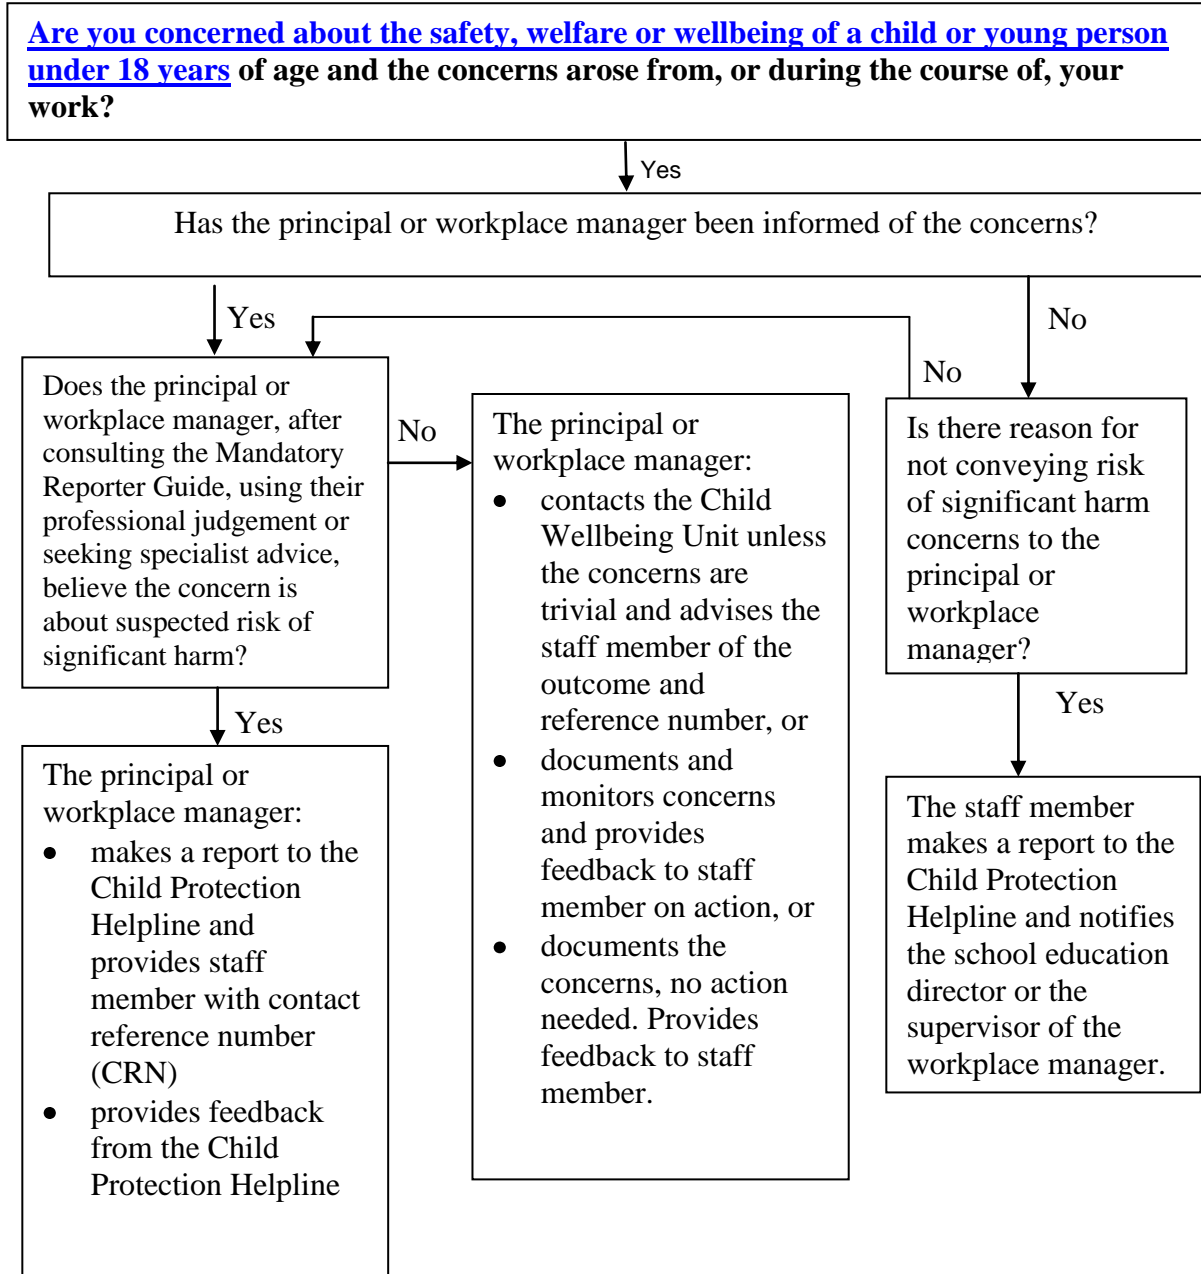 Are you concerned about the safety, welfare or wellbeing of a child or young person
under 18 years of age and the concerns arose from, or during the course of, your
work?
Yes
Has the principal or workplace manager been informed of the concerns?
Yes
No
No
Does the principal or
workplace manager, after
consulting the Mandatory
Reporter Guide, using their
professional judgement or
seeking specialist advice,
believe the concern is
about suspected risk of
significant harm?
No
The principal or
workplace manager:
• contacts the Child
Wellbeing Unit unless
the concerns are
trivial and advises the
staff member of the
outcome and
reference number, or
• documents and
monitors concerns
and provides
feedback to staff
member on action, or
• documents the
concerns, no action
needed. Provides
feedback to staff
member.
Is there reason for
not conveying risk
of significant harm
concerns to the
principal or
workplace
manager?
Yes
Yes
The principal or
workplace manager:
• makes a report to the
Child Protection
Helpline and
provides staff
member with contact
reference number
(CRN)
• provides feedback
from the Child
Protection Helpline
The staff member
makes a report to the
Child Protection
Helpline and notifies
the school education
director or the
supervisor of the
workplace manager.